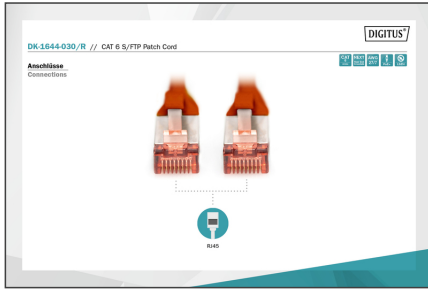 DIGITUS®
DK-1644-030/R // CAT 6 S/FTP Patch Cord
Anschlüsse
Connections
RJ45